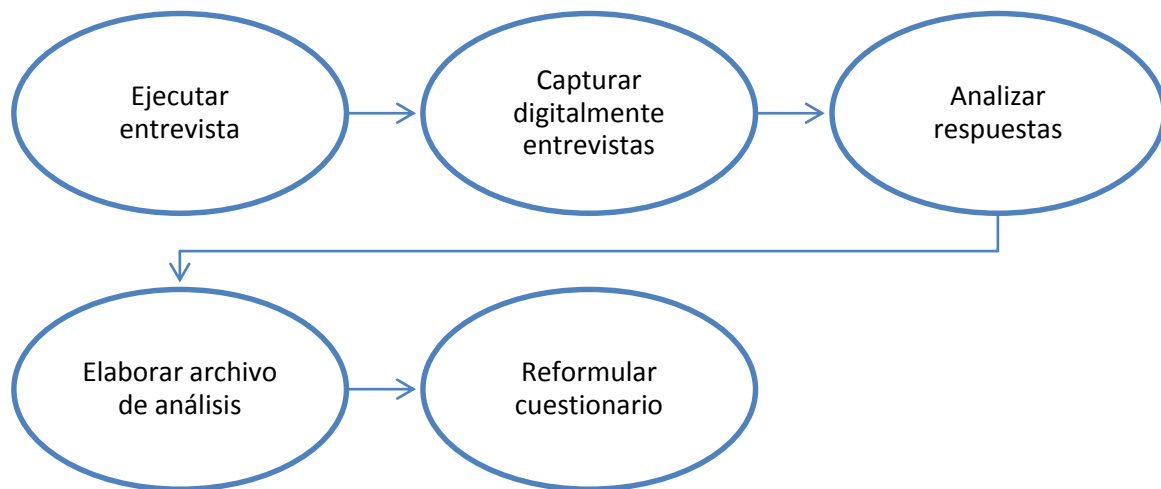 Ejecutar
entrevista
Capturar
digitalmente
entrevistas
Analizar
respuestas
Elaborar archivo
de análisis
Reformular
cuestionario